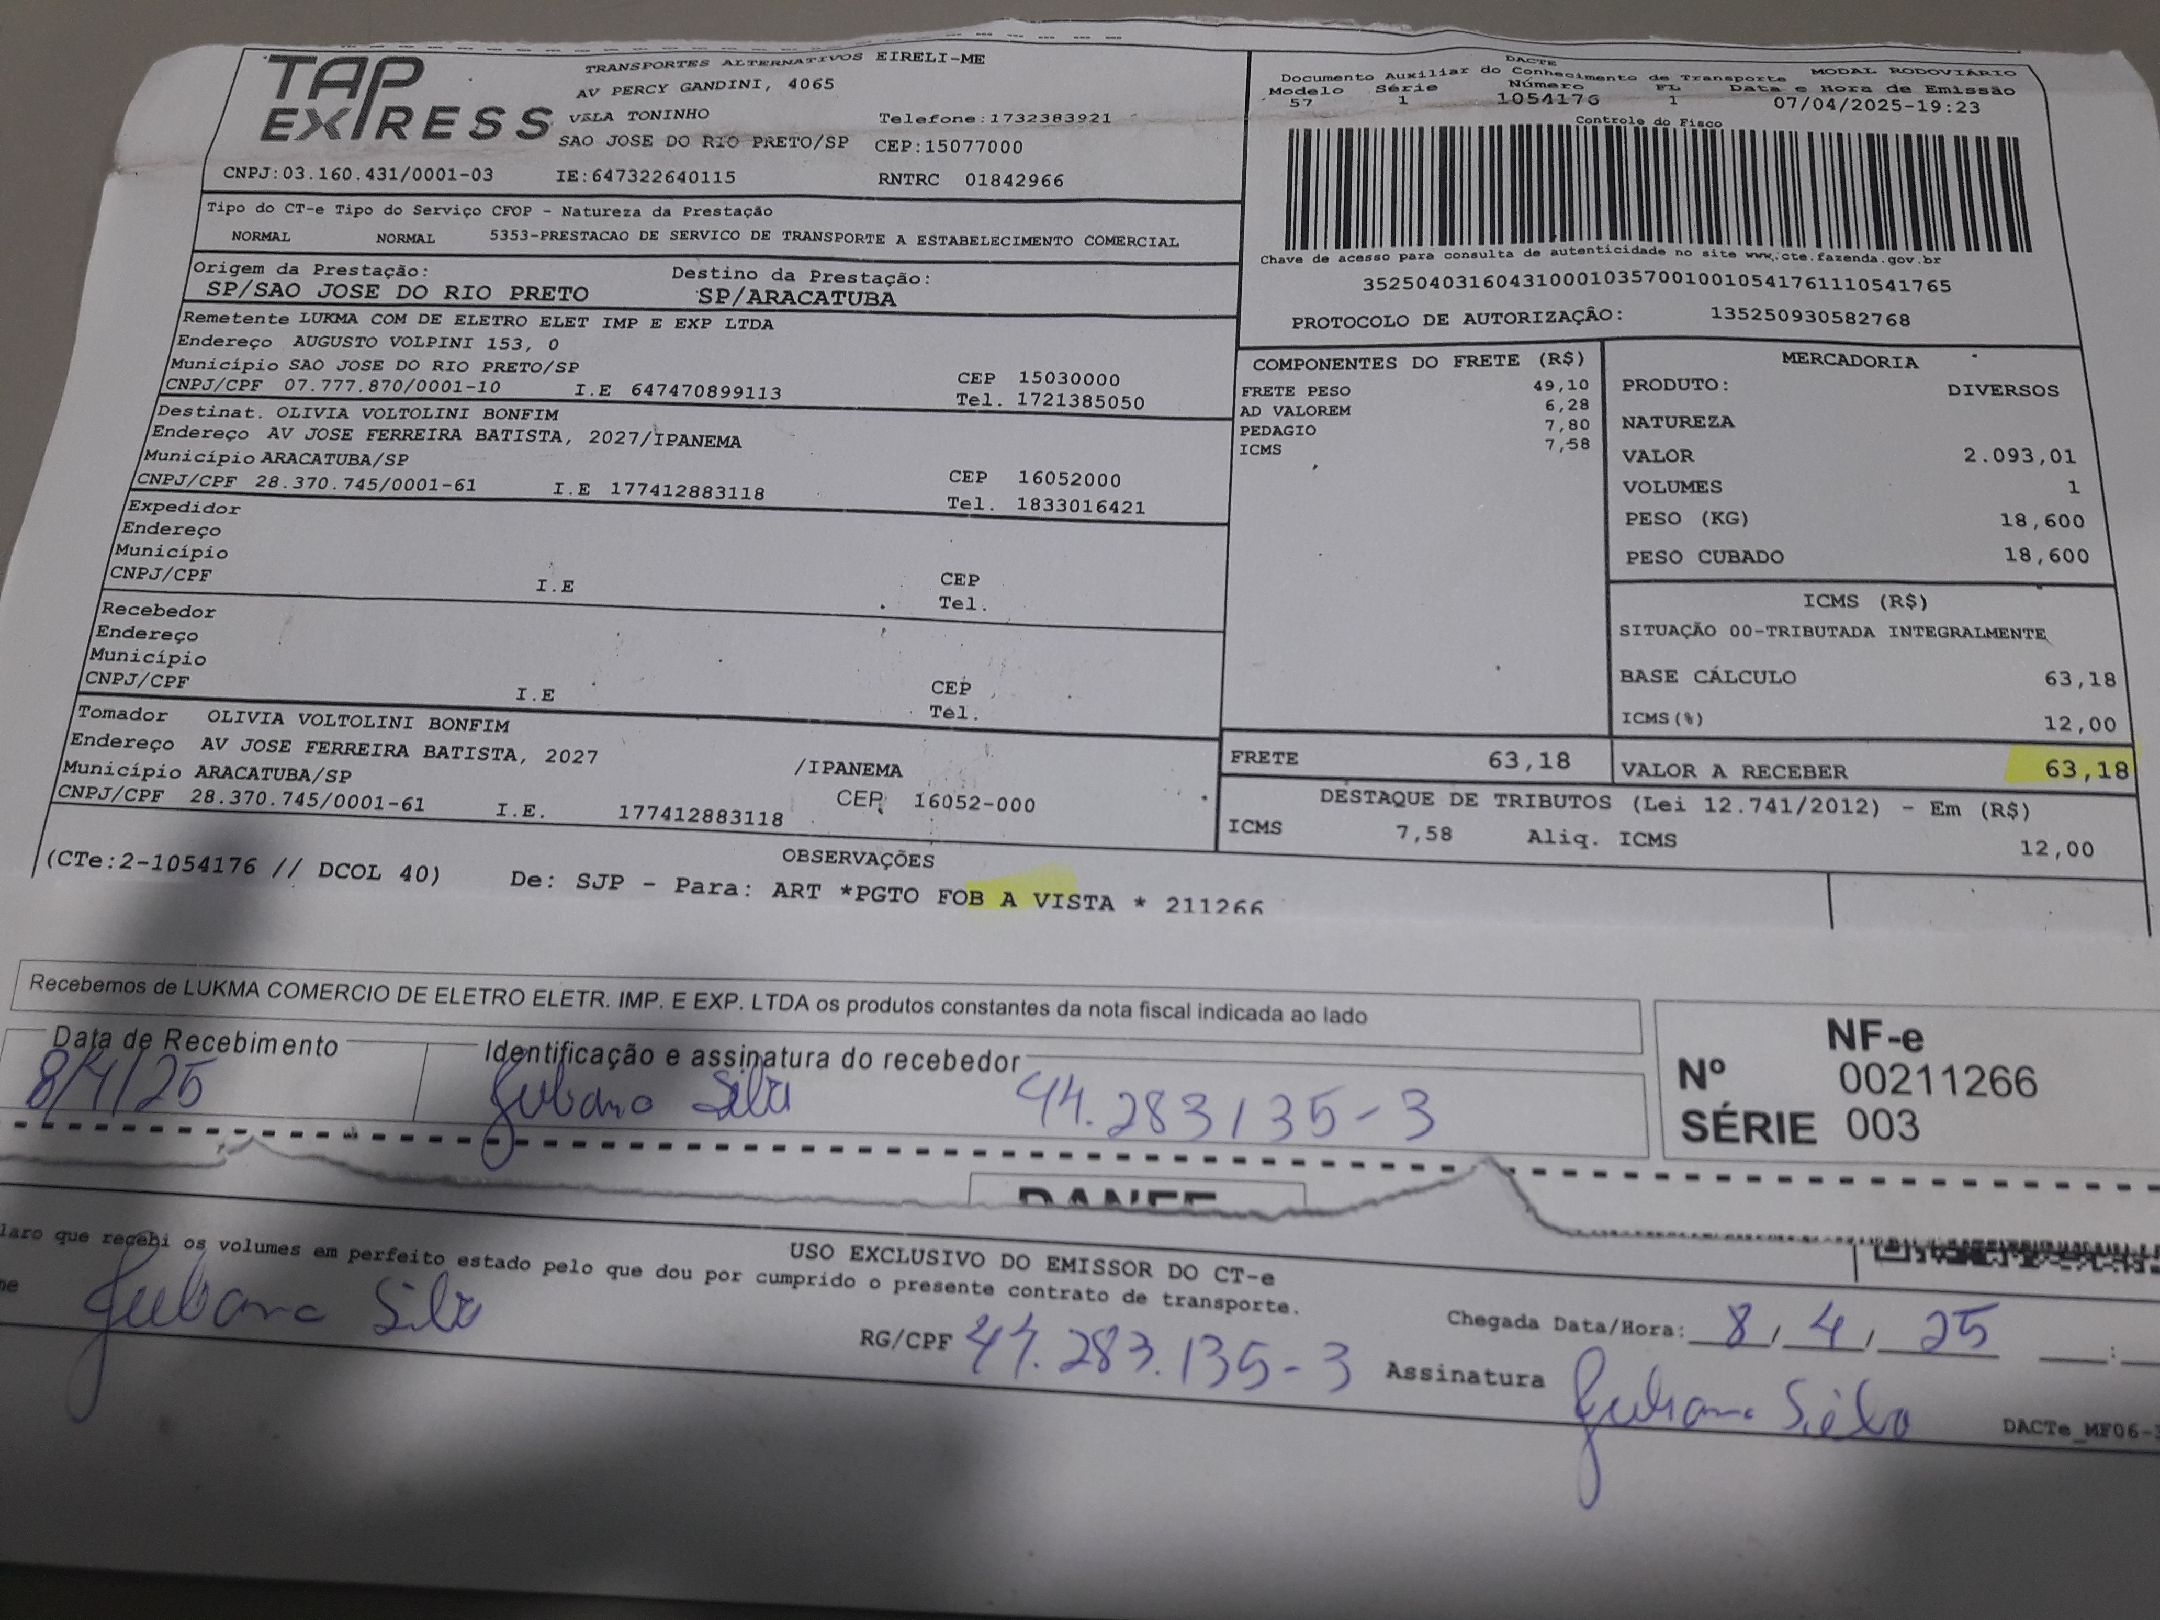 TAP EXPRESS
TRANSPORTES ALTERNATIVOS EIRELI-ME
AV PERCY GANDINI, 4065
VELA TONINHO
Telefone:1732383921
SAO JOSE DO RIO PRETO/SP CEP:15077000
CNPJ:03.160.431/0001-03 IE:647322640115 RNTRC 01842966
DACTE
Documento Auxiliar do Conhecimento de Transporte MODAL RODOVIÁRIO
Modelo Série Número FL Data e Hora de Emissão
57 1 1054176 1 07/04/2025-19:23
Controle do Fisco
Chave de acesso para consulta de autenticidade no site www.cte.fazenda.gov.br
35250403160431000103570010010541761110541765
PROTOCOLO DE AUTORIZAÇÂO: 135250930582768
Tipo do CT-e Tipo do Serviço CFOP - Natureza da Prestação
NORMAL NORMAL 5353-PRESTACAO DE SERVICO DE TRANSPORTE A ESTABELECIMENTO COMERCIAL
Origem da Prestação: Destino da Prestação:
SP/SAO JOSE DO RIO PRETO SP/ARACATUBA
Remetente LUKMA COM DE ELETRO ELET IMP E EXP LTDA
Endereço AUGUSTO VOLPINI 153, 0
Município SAO JOSE DO RIO PRETO/SP CEP 15030000
CNPJ/CPF 07.777.870/0001-10 I.E 647470899113 Tel. 1721385050
Destinat. OLIVIA VOLTOLINI BONFIM
Endereço AV JOSE FERREIRA BATISTA, 2027/IPANEMA
Município ARACATUBA/SP CEP 16052000
CNPJ/CPF 28.370.745/0001-61 I.E 177412883118 Tel. 1833016421
Expedidor
Endereço
Município
CNPJ/CPF I.E CEP
Tel.
Recebedor
Endereço
Município
CNPJ/CPF I.E CEP
Tel.
Tomador OLIVIA VOLTOLINI BONFIM
Endereço AV JOSE FERREIRA BATISTA, 2027 /IPANEMA
Município ARACATUBA/SP CEP 16052-000
CNPJ/CPF 28.370.745/0001-61 I.E. 177412883118
COMPONENTES DO FRETE (R$)
FRETE PESO 49,10
AD VALOREM 6,28
PEDAGIO 7,80
ICMS 7,58
FRETE 63,18
MERCADORIA
PRODUTO: DIVERSOS
NATUREZA
VALOR 2.093,01
VOLUMES 1
PESO (KG) 18,600
PESO CUBADO 18,600
ICMS (R$)
SITUAÇÃO 00-TRIBUTADA INTEGRALMENTE
BASE CÁLCULO 63,18
ICMS(%) 12,00
VALOR A RECEBER 63,18
DESTAQUE DE TRIBUTOS (Lei 12.741/2012) - Em (R$)
ICMS 7,58 Aliq. ICMS 12,00
OBSERVAÇÕES
(CTe:2-1054176 // DCOL 40) De: SJP - Para: ART *PGTO FOB A VISTA * 211266
Recebemos de LUKMA COMERCIO DE ELETRO ELETR. IMP. E EXP. LTDA os produtos constantes da nota fiscal indicada ao lado
Data de Recebimento Identificação e assinatura do recebedor
8/4/25 Juliana Silva 44.283135-3
NF-e
Nº 00211266
SÉRIE 003
DANFE
USO EXCLUSIVO DO EMISSOR DO CT-e
laro que recebi os volumes em perfeito estado pelo que dou por cumprido o presente contrato de transporte.
me Juliana Silva RG/CPF 44.283.135-3
Chegada Data/Hora: 8/4/25 :
Assinatura Juliana Silva
DACTe_MF06-